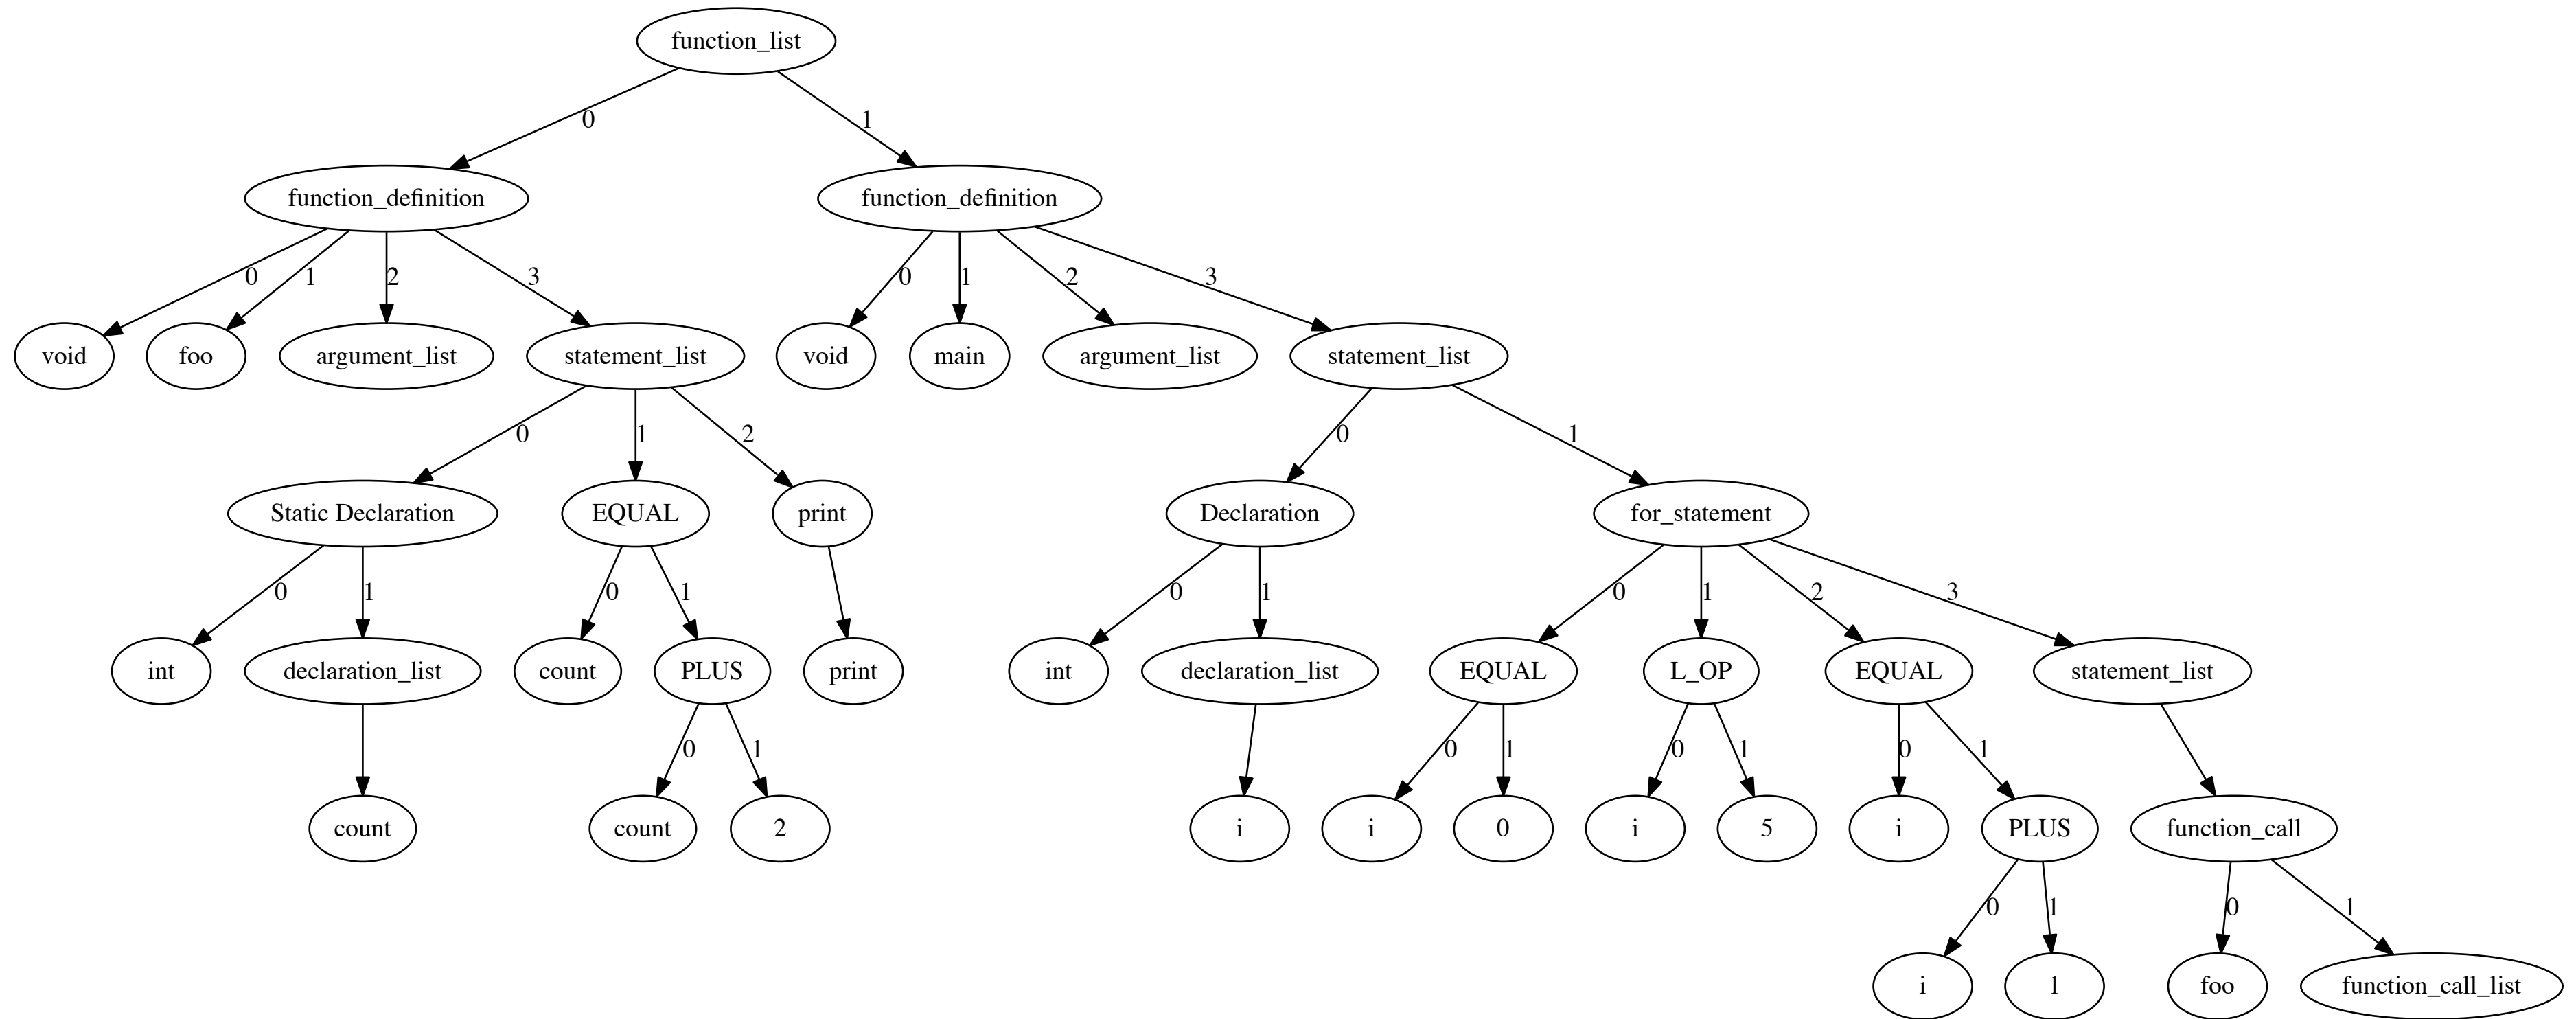 function_list
0 1
function_definition function_definition
0 1 2 3 0 1 2 3
void foo argument_list statement_list void main argument_list statement_list
0 1 2 0 1
Static Declaration EQUAL print Declaration for_statement
0 1 0 1 0 1 0 1 2 3
int declaration_list count PLUS print int declaration_list EQUAL L_OP EQUAL statement_list
0 1 0 1 0 1 0 1
count count 2 i i 0 i 5 i PLUS function_call
0 1 0 1
i 1 foo function_call_list